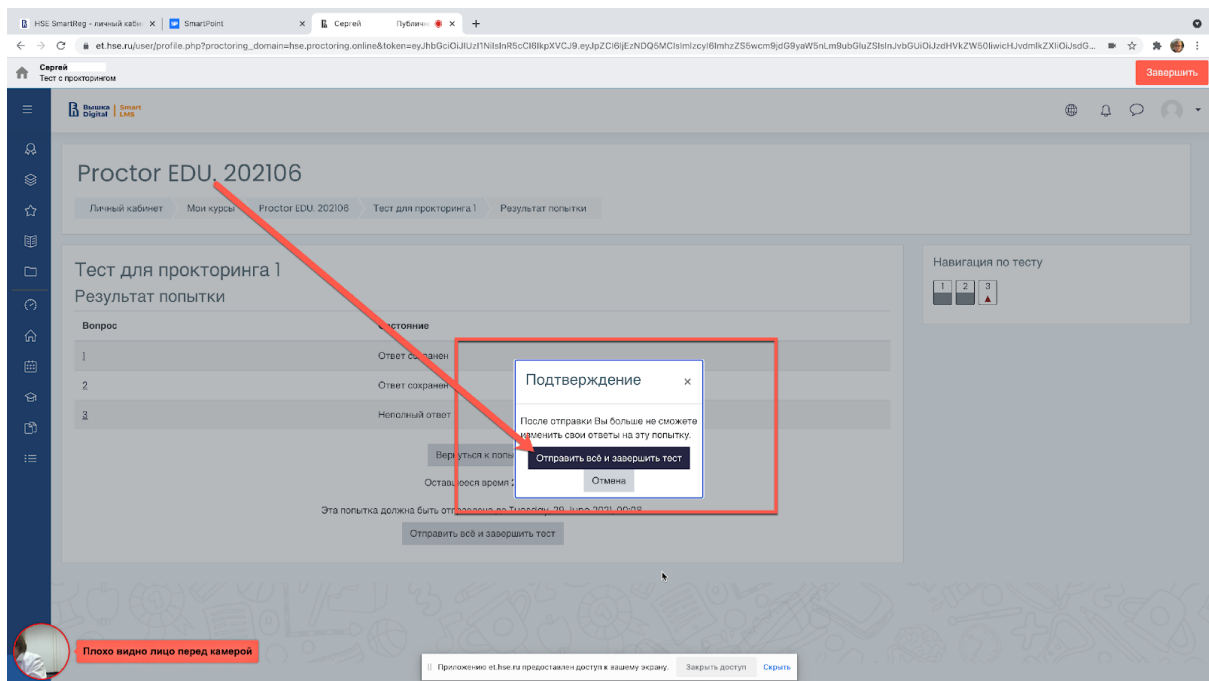 HSE SmartReg - личный кабин
SmartPoint
Сергей Публичн
et.hse.ru/user/profile.php?proctoring_domain=hse.proctoring.online&token=
Сергей
Тест с прокторингом
Завершить
Вышка Digital | Smart LMS
Proctor EDU. 202106
Личный кабинет Мои курсы Proctor EDU. 202106 Тест для прокторинга 1 Результат попытки
Тест для прокторинга 1
Результат попытки
Вопрос Состояние
1 Ответ сохранен
2 Ответ сохранен
3 Неполный ответ
Вернуться к попы
Оставшееся время 2
Эта попытка должна быть отправлена до Tuesday, 29 June 2021, 00:08
Отправить всё и завершить тест
Подтверждение ×
После отправки Вы больше не сможете
изменить свои ответы на эту попытку.
Отправить всё и завершить тест
Отмена
Навигация по тесту
1 2 3
Плохо видно лицо перед камерой
Приложению et.hse.ru предоставлен доступ к вашему экрану. Закрыть доступ Скрыть